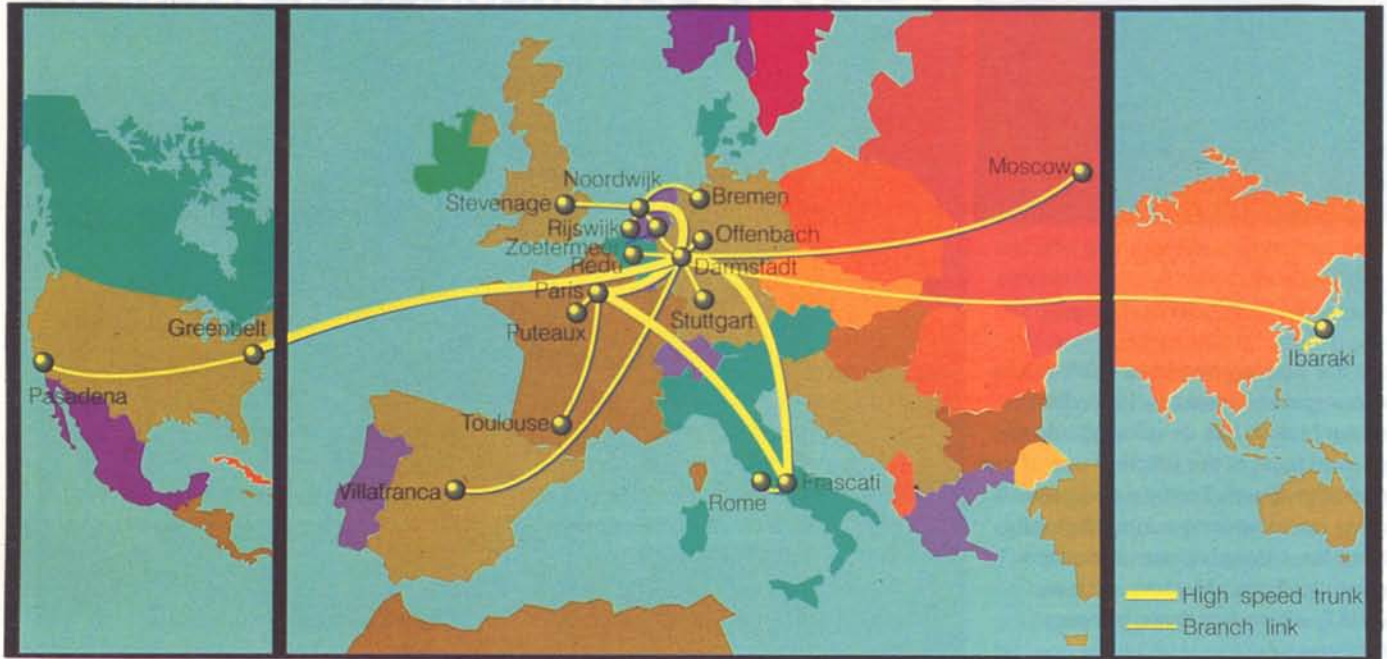 Noordwijk
Moscow
Stevenage
Bremen
Rijswijk
Offenbach
Zoetermeer
Redu
Darmstadt
Paris
Greenbelt
Puteaux
Stuttgart
Ibaraki
Pasadena
Toulouse
Villafranca
Rome
Frascati
High speed trunk
Branch link